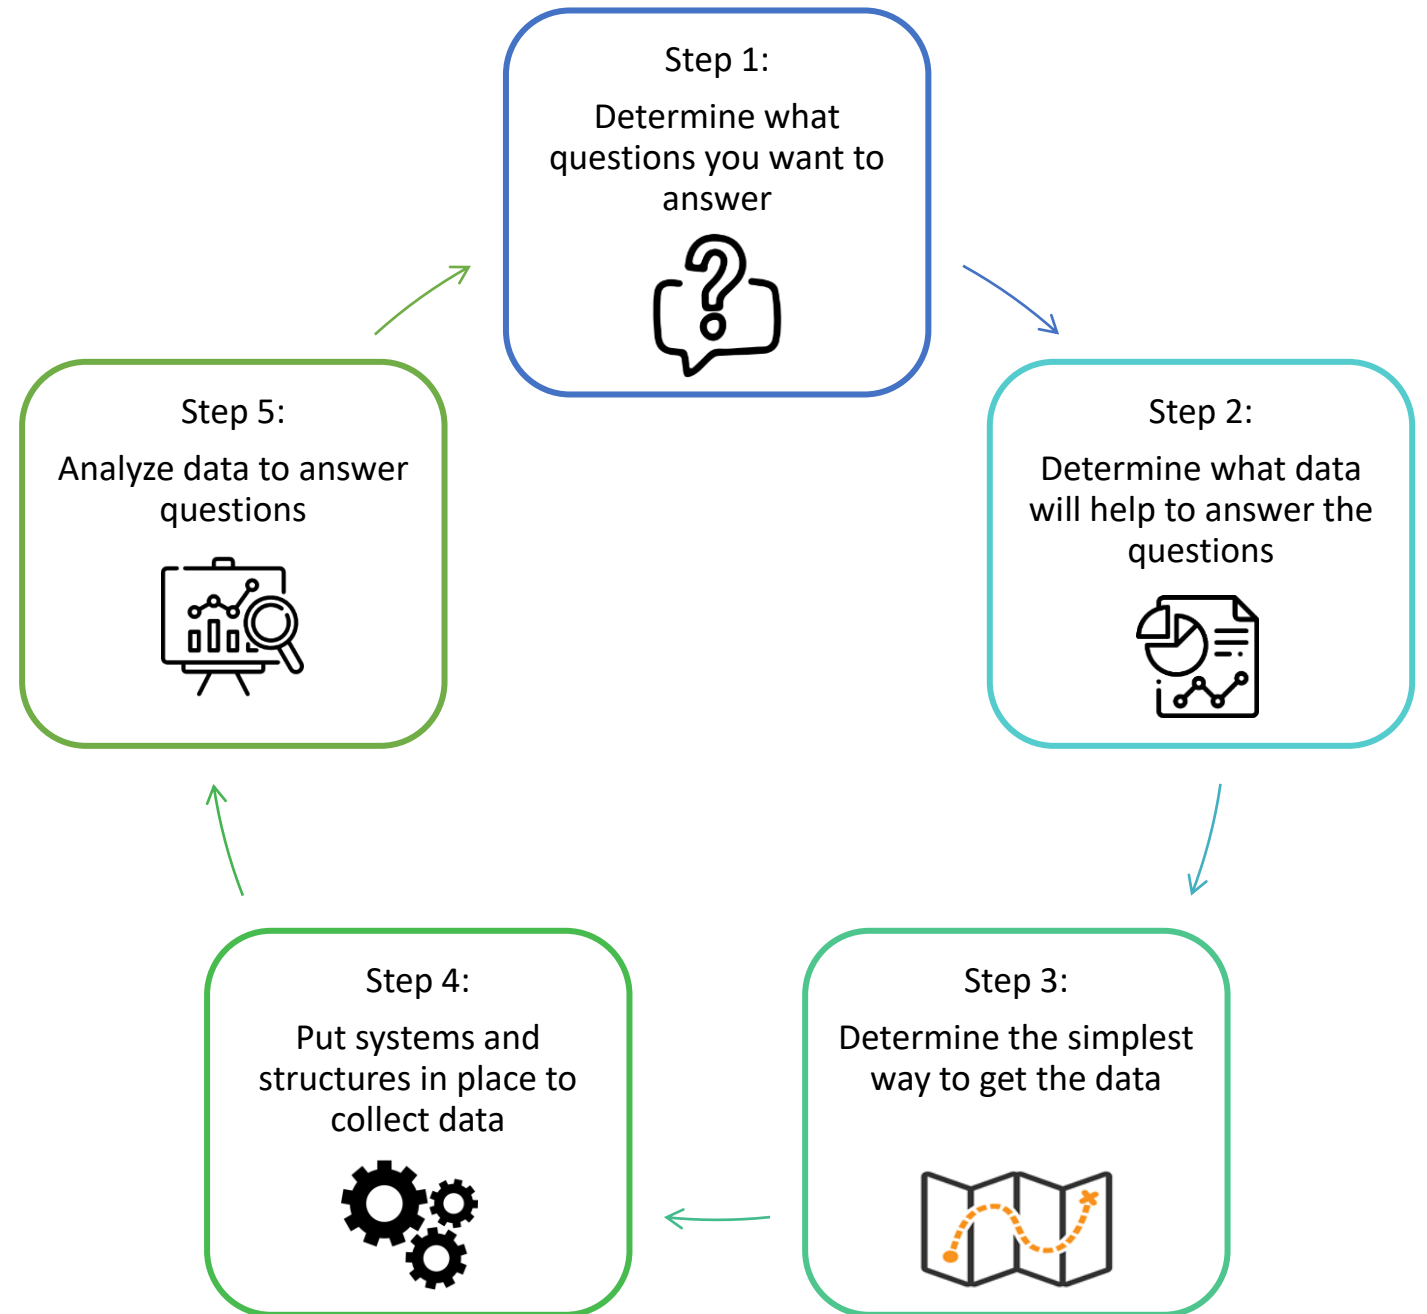 Step 1:
Determine what
questions you want to
answer
Step 2:
Determine what data
will help to answer the
questions
Step 3:
Determine the simplest
way to get the data
Step 4:
Put systems and
structures in place to
collect data
Step 5:
Analyze data to answer
questions